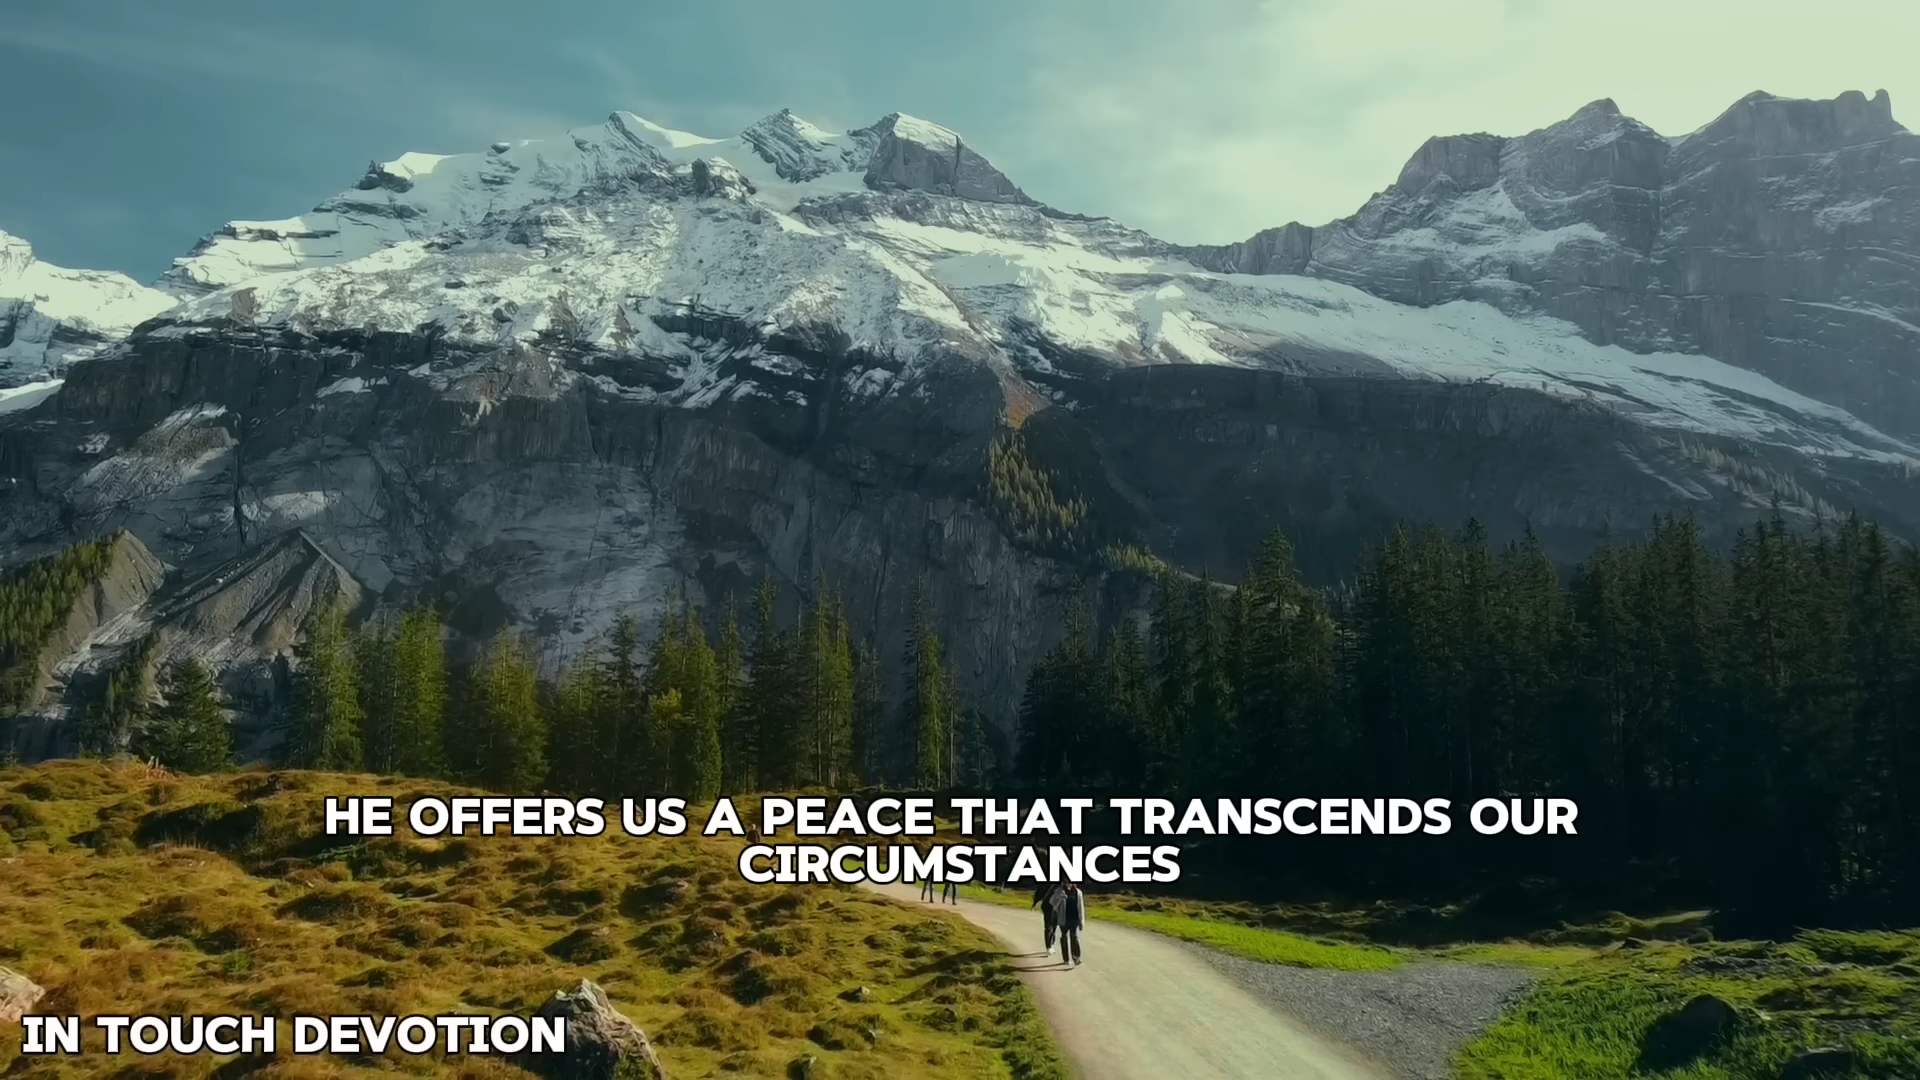 HE OFFERS US A PEACE THAT TRANSCENDS OUR
CIRCUMSTANCES
IN TOUCH DEVOTION